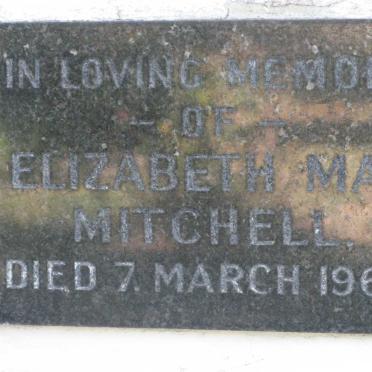 IN LOVING MEMO
— OF —
ELIZABETH MA
MITCHELL,
DIED 7. MARCH 196